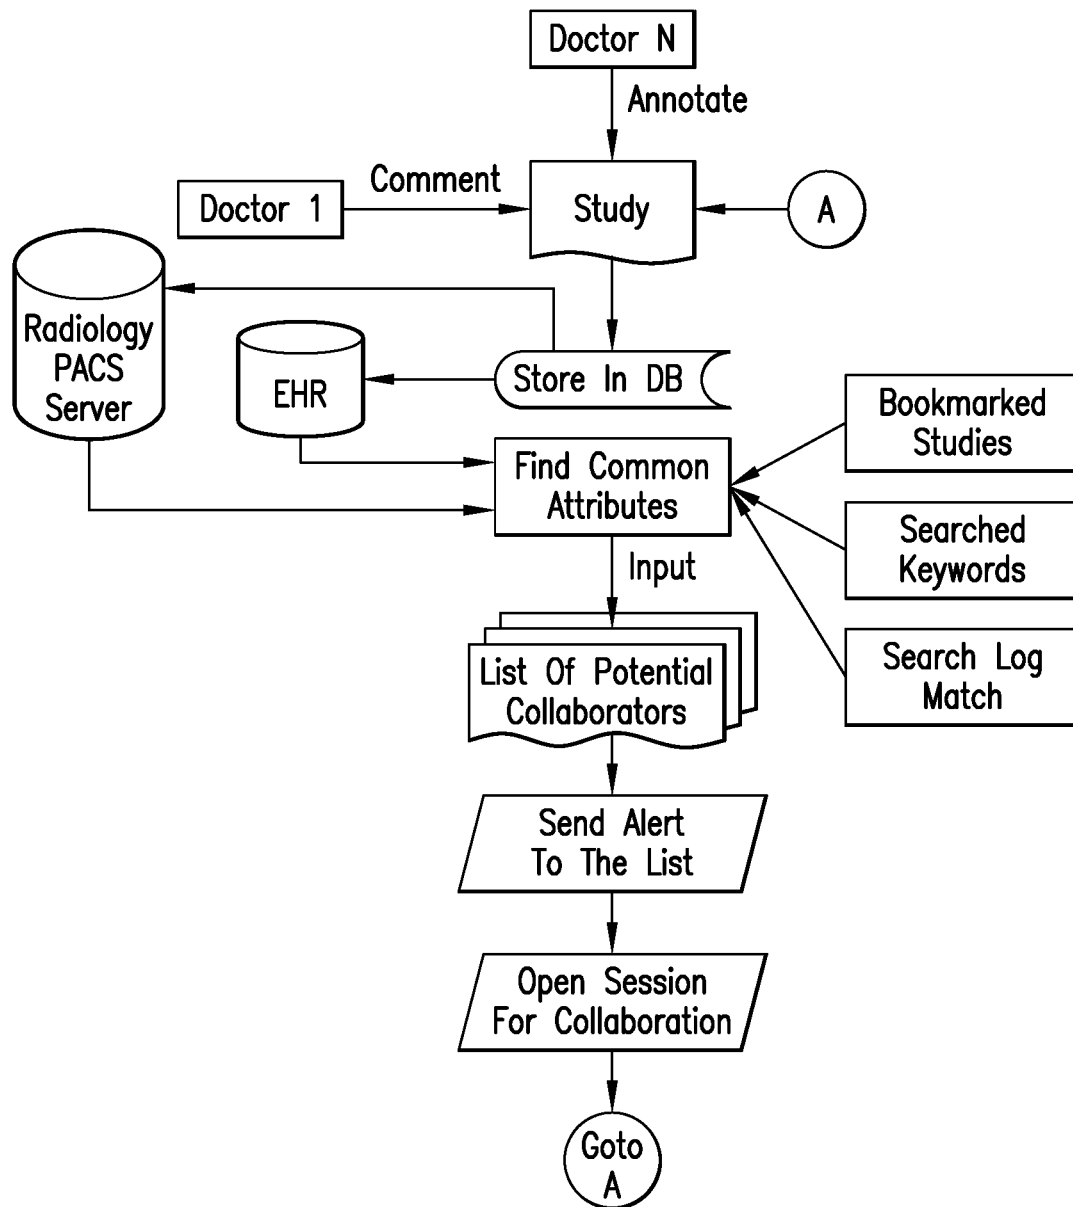 Doctor N
Annotate
Comment
Doctor 1
Study
A
Radiology
PACS
Server
EHR
Store In DB
Bookmarked
Studies
Find Common
Attributes
Searched
Keywords
Input
Search Log
Match
List Of Potential
Collaborators
Send Alert
To The List
Open Session
For Collaboration
Goto
A